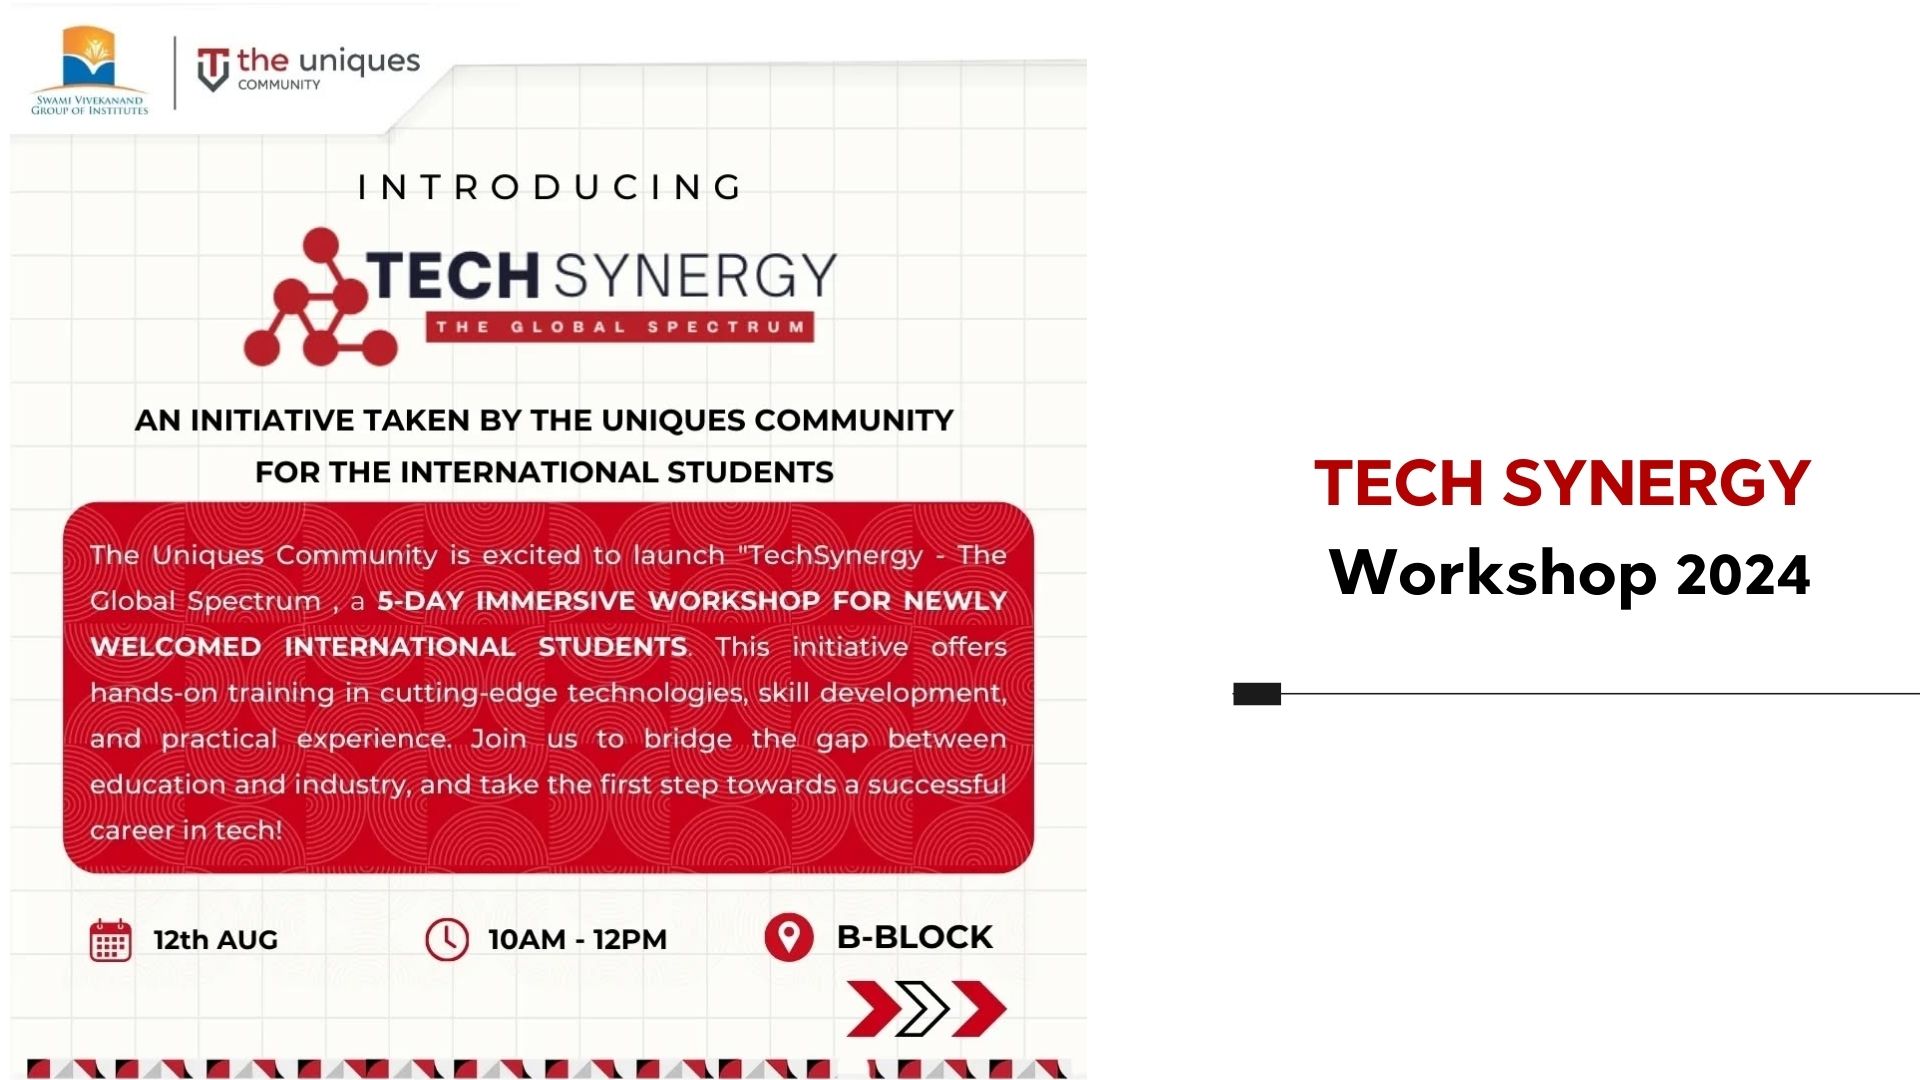 SWAMI VIVEKANAND
GROUP OF INSTITUTES
the uniques
COMMUNITY
INTRODUCING
TECH SYNERGY
THE GLOBAL SPECTRUM
AN INITIATIVE TAKEN BY THE UNIQUES COMMUNITY
FOR THE INTERNATIONAL STUDENTS
The Uniques Community is excited to launch "TechSynergy - The
Global Spectrum , a 5-DAY IMMERSIVE WORKSHOP FOR NEWLY
WELCOMED INTERNATIONAL STUDENTS. This initiative offers
hands-on training in cutting-edge technologies, skill development,
and practical experience. Join us to bridge the gap between
education and industry, and take the first step towards a successful
career in tech!
12th AUG
10AM - 12PM
B-BLOCK
TECH SYNERGY
Workshop 2024